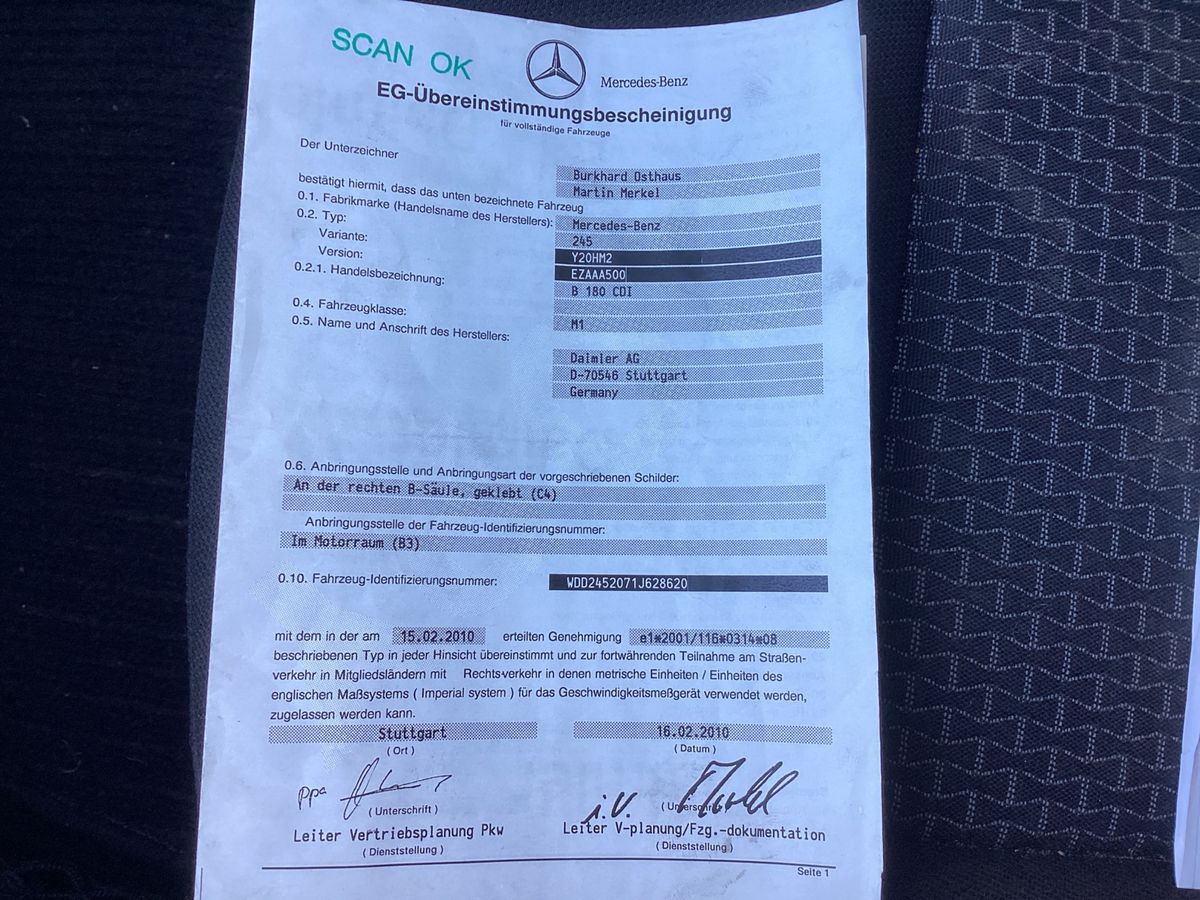 SCAN OK
Mercedes-Benz
EG-Übereinstimmungsbescheinigung
für vollständige Fahrzeuge
Der Unterzeichner
Burkhard Osthaus
Martin Merkel
bestätigt hiermit, dass das unten bezeichnete Fahrzeug
0.1. Fabrikmarke (Handelsname des Herstellers): Mercedes-Benz
0.2. Typ: 245
Variante: Y20HM2
Version: EZAAA500
0.2.1. Handelsbezeichnung: B 180 CDI
0.4. Fahrzeugklasse: M1
0.5. Name und Anschrift des Herstellers:
Daimler AG
D-70546 Stuttgart
Germany
0.6. Anbringungsstelle und Anbringungsart der vorgeschriebenen Schilder:
An der rechten B-Säule, geklebt (C4)
Anbringungsstelle der Fahrzeug-Identifizierungsnummer:
Im Motorraum (B3)
0.10. Fahrzeug-Identifizierungsnummer: WDD2452071J628620
mit dem in der am 15.02.2010 erteilten Genehmigung e1*2001/116*0314*08
beschriebenen Typ in jeder Hinsicht übereinstimmt und zur fortwährenden Teilnahme am Straßen-
verkehr in Mitgliedsländern mit Rechtsverkehr in denen metrische Einheiten / Einheiten des
englischen Maßsystems ( Imperial system ) für das Geschwindigkeitsmeßgerät verwendet werden,
zugelassen werden kann.
Stuttgart 16.02.2010
( Ort ) ( Datum )
ppa i.V.
( Unterschrift ) ( Unterschrift )
Leiter Vertriebsplanung Pkw Leiter V-planung/Fzg.-dokumentation
( Dienststellung ) ( Dienststellung )
Seite 1